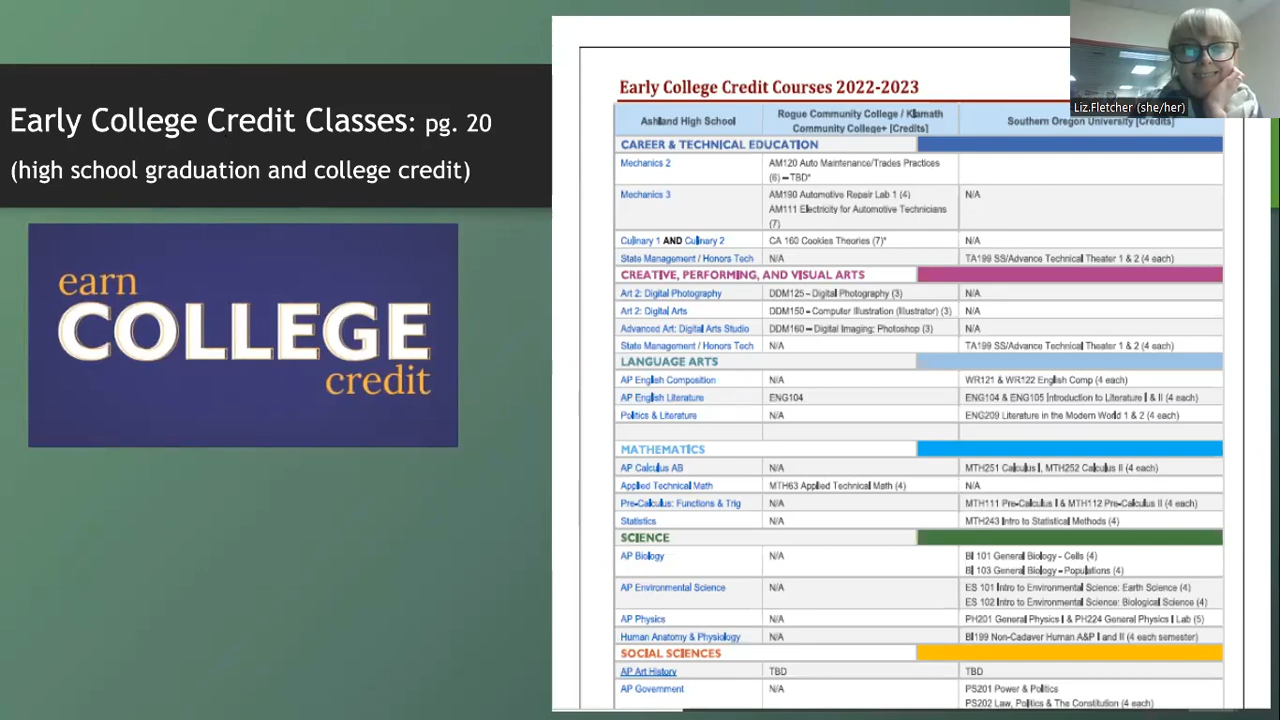 Early College Credit Classes: pg. 20
(high school graduation and college credit)
earn
COLLEGE
credit
Liz.Fletcher (she/her)
Early College Credit Courses 2022-2023
Ashland High School
Rogue Community College / Klamath
Community College+ [Credits]
Southern Oregon University [Credits]
CAREER & TECHNICAL EDUCATION
Mechanics 2
AM120 Auto Maintenance/Trades Practices
(6) – TBD*
Mechanics 3
AM190 Automotive Repair Lab 1 (4)
AM111 Electricity for Automotive Technicians
(7)
N/A
Culinary 1 AND Culinary 2
CA 160 Cookies Theories (7)*
N/A
State Management / Honors Tech
N/A
TA199 SS/Advance Technical Theater 1 & 2 (4 each)
CREATIVE, PERFORMING, AND VISUAL ARTS
Art 2: Digital Photography
DDM125 – Digital Photography (3)
N/A
Art 2: Digital Arts
DDM150 – Computer Illustration (Illustrator) (3)
N/A
Advanced Art: Digital Arts Studio
DDM160 – Digital Imaging: Photoshop (3)
N/A
State Management / Honors Tech
N/A
TA199 SS/Advance Technical Theater 1 & 2 (4 each)
LANGUAGE ARTS
AP English Composition
N/A
WR121 & WR122 English Comp (4 each)
AP English Literature
ENG104
ENG104 & ENG105 Introduction to Literature I & II (4 each)
Politics & Literature
N/A
ENG209 Literature in the Modern World 1 & 2 (4 each)
MATHEMATICS
AP Calculus AB
N/A
MTH251 Calculus I, MTH252 Calculus II (4 each)
Applied Technical Math
MTH63 Applied Technical Math (4)
N/A
Pre-Calculus: Functions & Trig
N/A
MTH111 Pre-Calculus I & MTH112 Pre-Calculus II (4 each)
Statistics
N/A
MTH243 Intro to Statistical Methods (4)
SCIENCE
AP Biology
N/A
BI 101 General Biology - Cells (4)
BI 103 General Biology – Populations (4)
AP Environmental Science
N/A
ES 101 Intro to Environmental Science: Earth Science (4)
ES 102 Intro to Environmental Science: Biological Science (4)
AP Physics
N/A
PH201 General Physics I & PH224 General Physics I Lab (5)
Human Anatomy & Physiology
N/A
BI199 Non-Cadaver Human A&P I and II (4 each semester)
SOCIAL SCIENCES
AP Art History
TBD
TBD
AP Government
N/A
PS201 Power & Politics
PS202 Law, Politics & The Constitution (4 each)